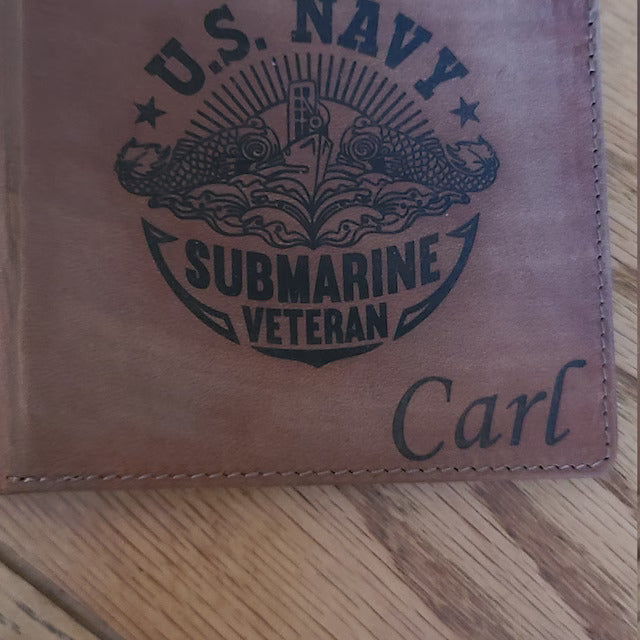 U.S. NAVY
SUBMARINE
VETERAN
Carl